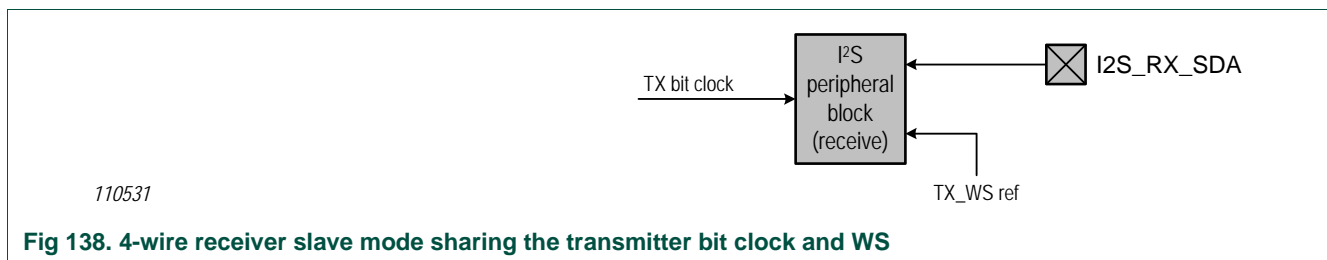 I²S
peripheral
block
(receive)
I2S_RX_SDA
TX bit clock
TX_WS ref
110531
Fig 138. 4-wire receiver slave mode sharing the transmitter bit clock and WS